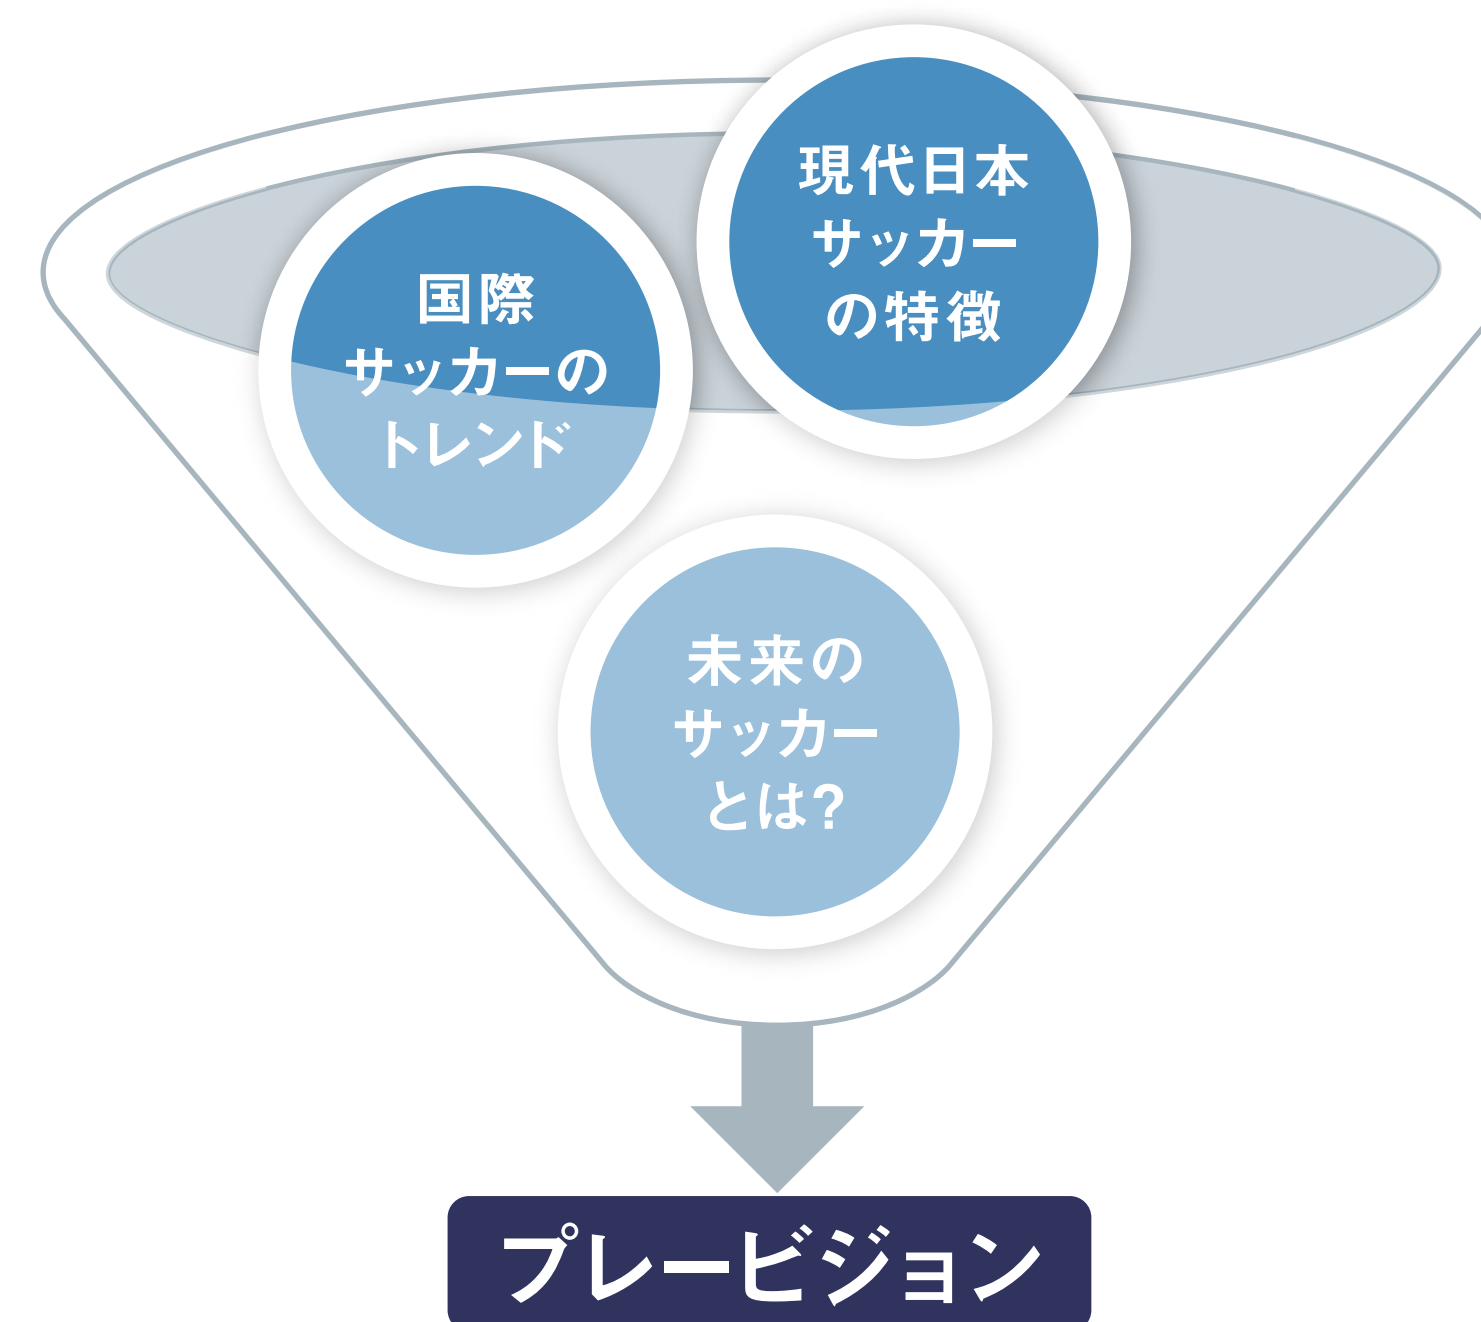 現代日本
サッカー
の特徴
国際
サッカーの
トレンド
未来の
サッカー
とは?
プレービジョン